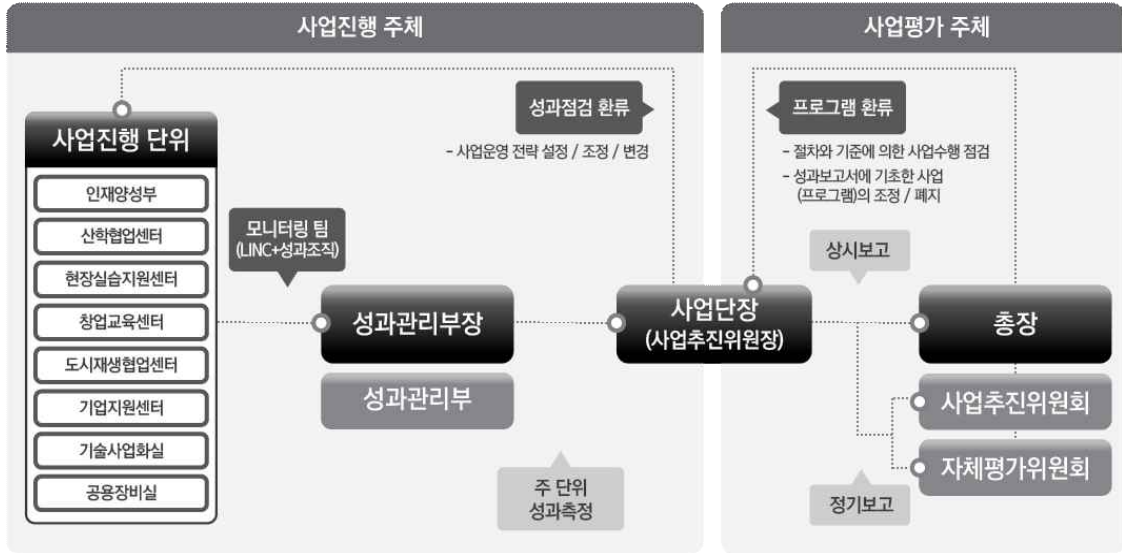 사업진행 주체
사업평가 주체
사업진행 단위
인재양성부
산학협업센터
현장실습지원센터
창업교육센터
도시재생협업센터
기업지원센터
기술사업화실
공용장비실
모니터링 팀
(LINC+성과조직)
성과관리부장
성과관리부
성과점검 환류
- 사업운영 전략 설정 / 조정 / 변경
주 단위
성과측정
사업단장
(사업추진위원장)
프로그램 환류
- 절차와 기준에 의한 사업수행 점검
- 성과보고서에 기초한 사업
(프로그램)의 조정 / 폐지
상시보고
총장
사업추진위원회
자체평가위원회
정기보고